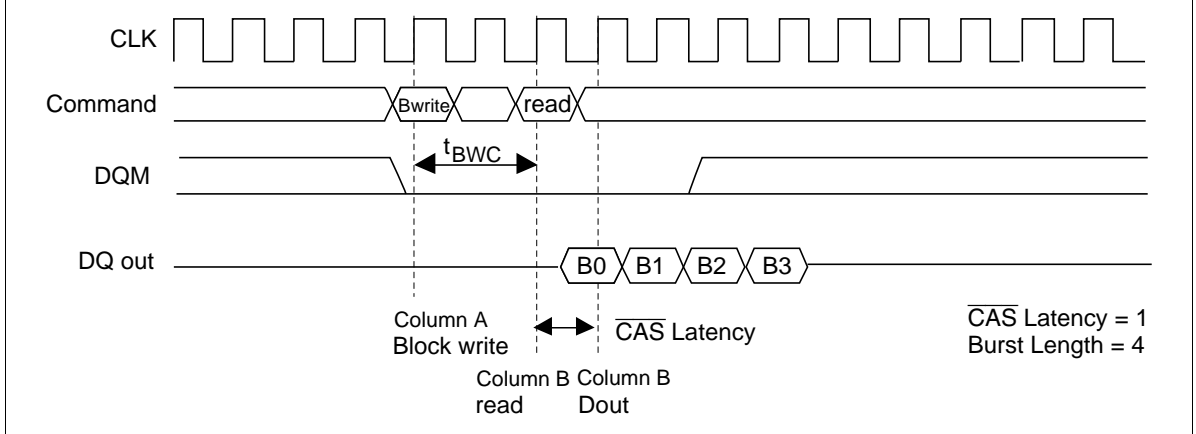 CLK
Command
Bwrite
read
tBWC
DQM
DQ out
B0 B1 B2 B3
Column A
Block write
CAS Latency
CAS Latency = 1
Burst Length = 4
Column B Column B
read Dout